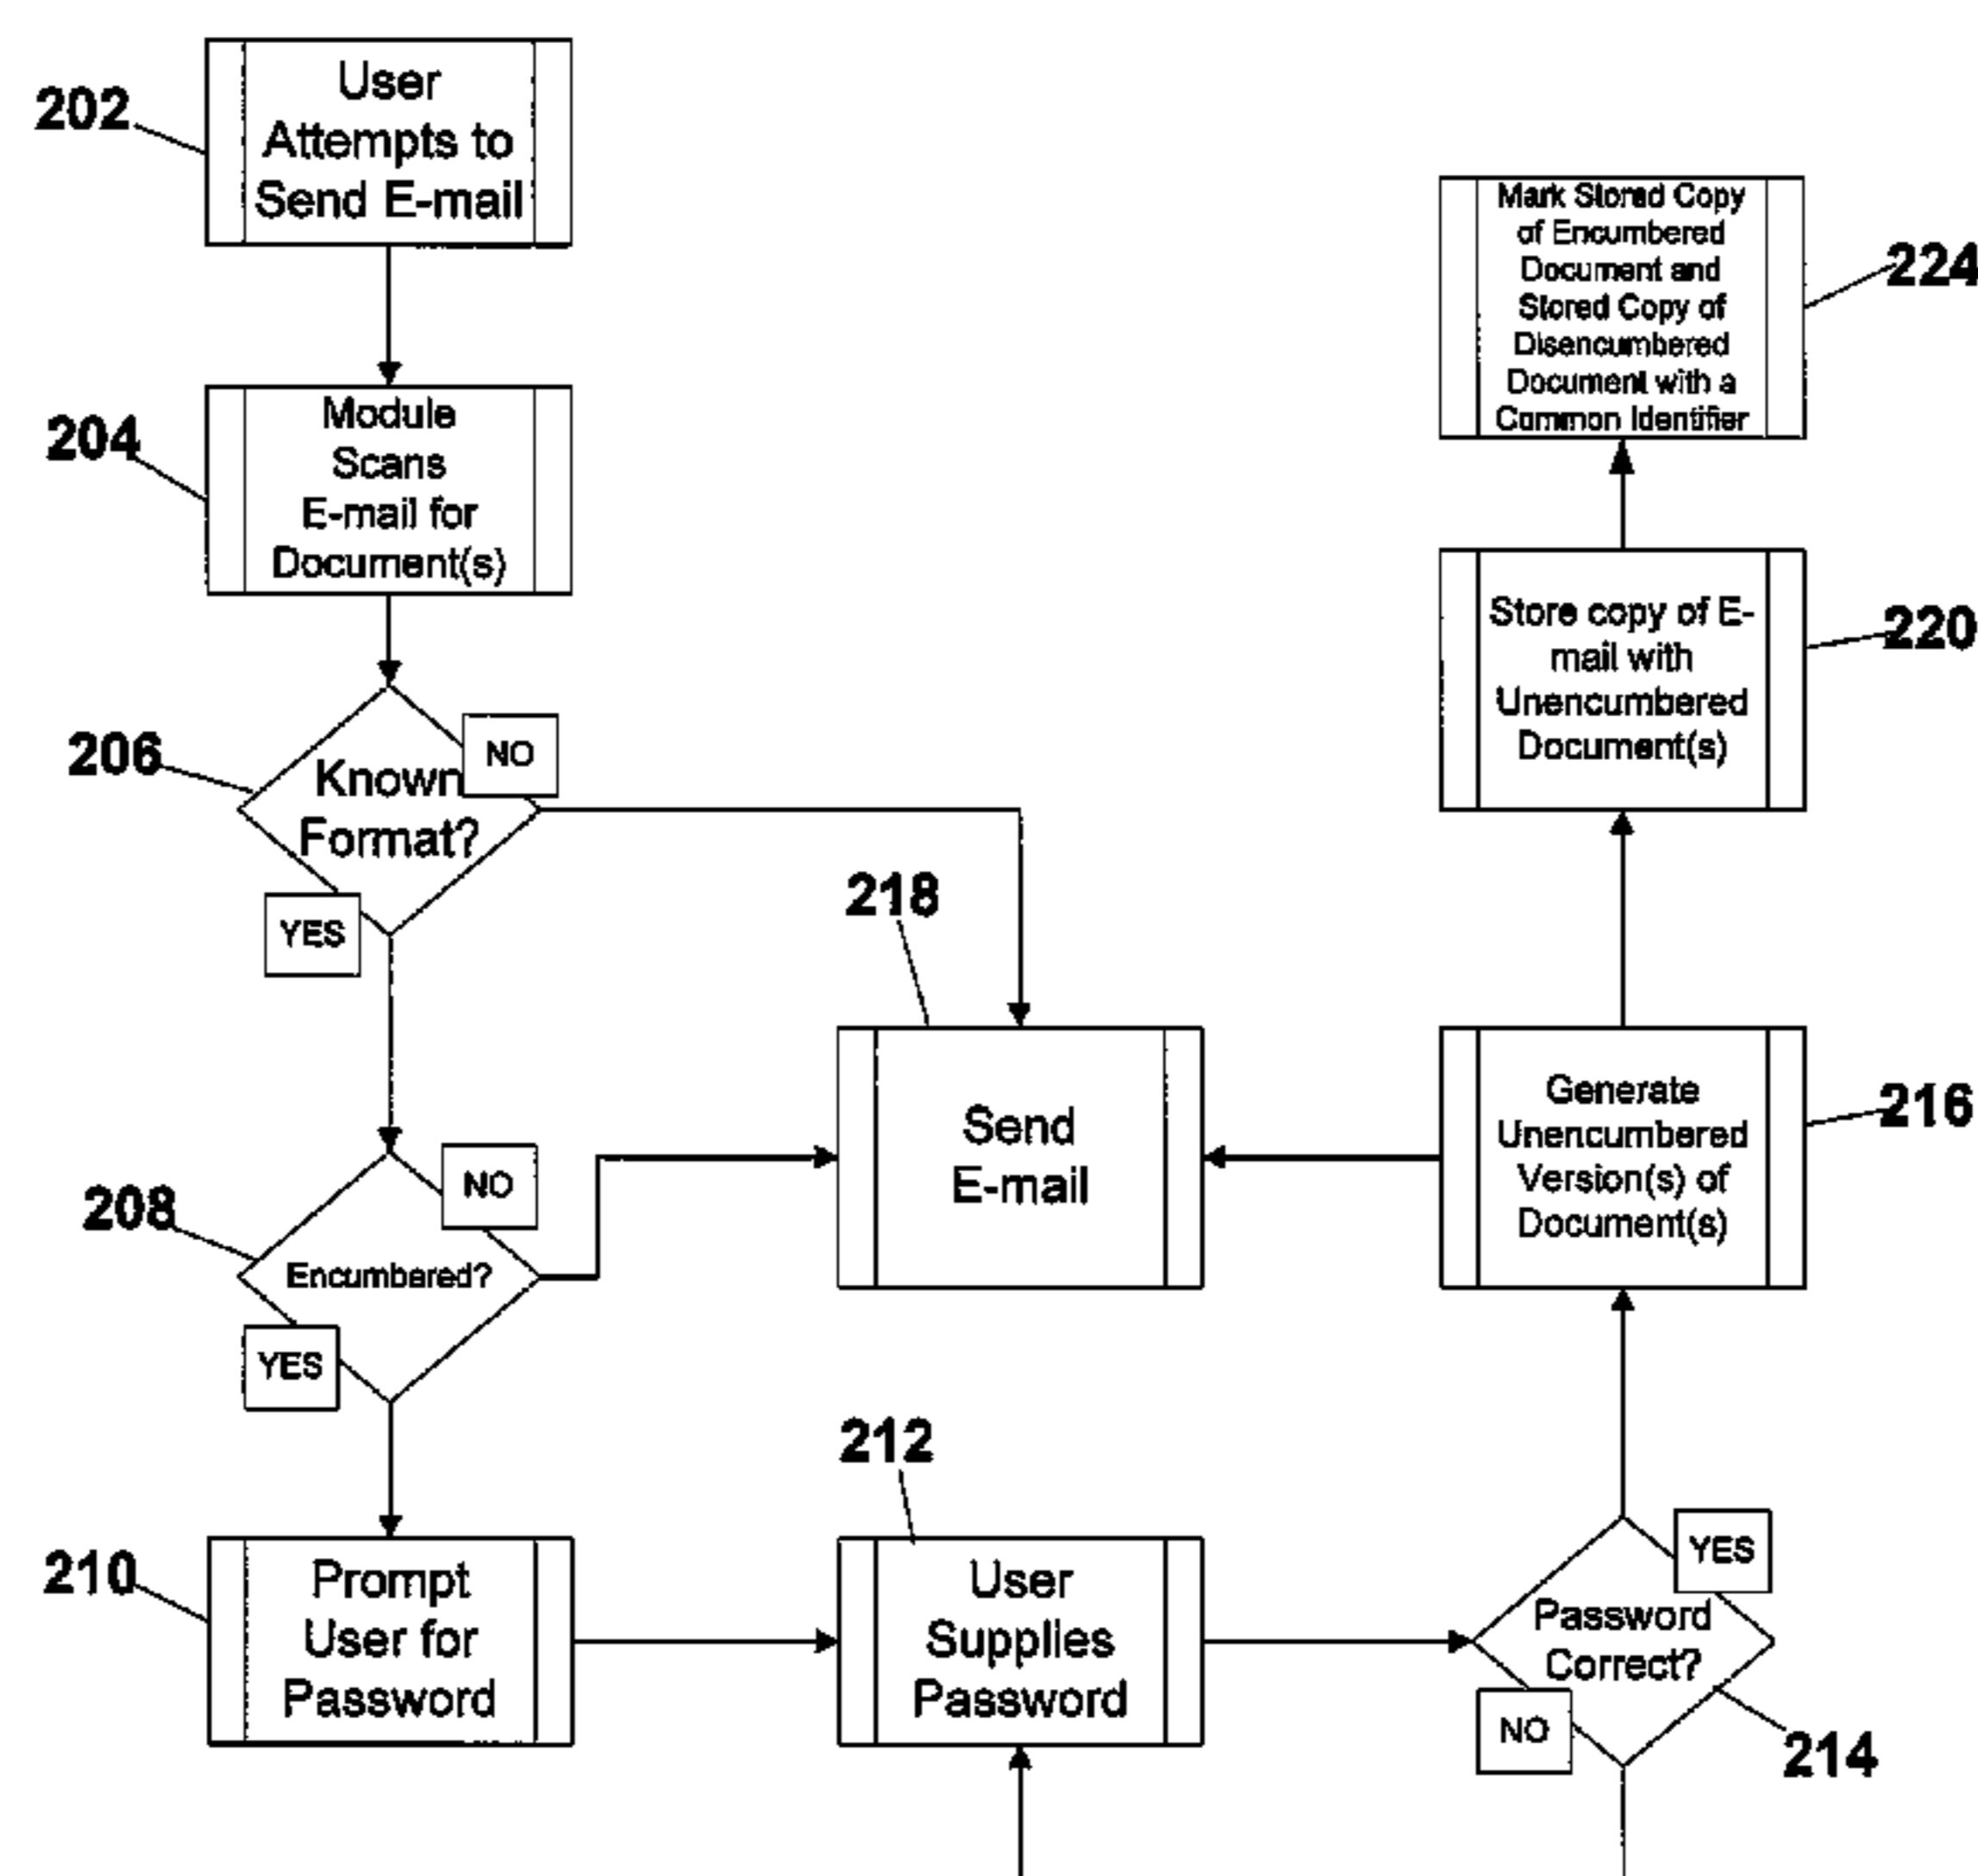 202
User
Attempts to
Send E-mail
204
Module
Scans
E-mail for
Document(s)
206
Known
Format?
NO
YES
208
Encumbered?
NO
YES
210
Prompt
User for
Password
212
User
Supplies
Password
214
Password
Correct?
YES
NO
216
Generate
Unencumbered
Version(s) of
Document(s)
218
Send
E-mail
220
Store copy of E-
mail with
Unencumbered
Document(s)
224
Mark Stored Copy
of Encumbered
Document and
Stored Copy of
Disencumbered
Document with a
Common Identifier